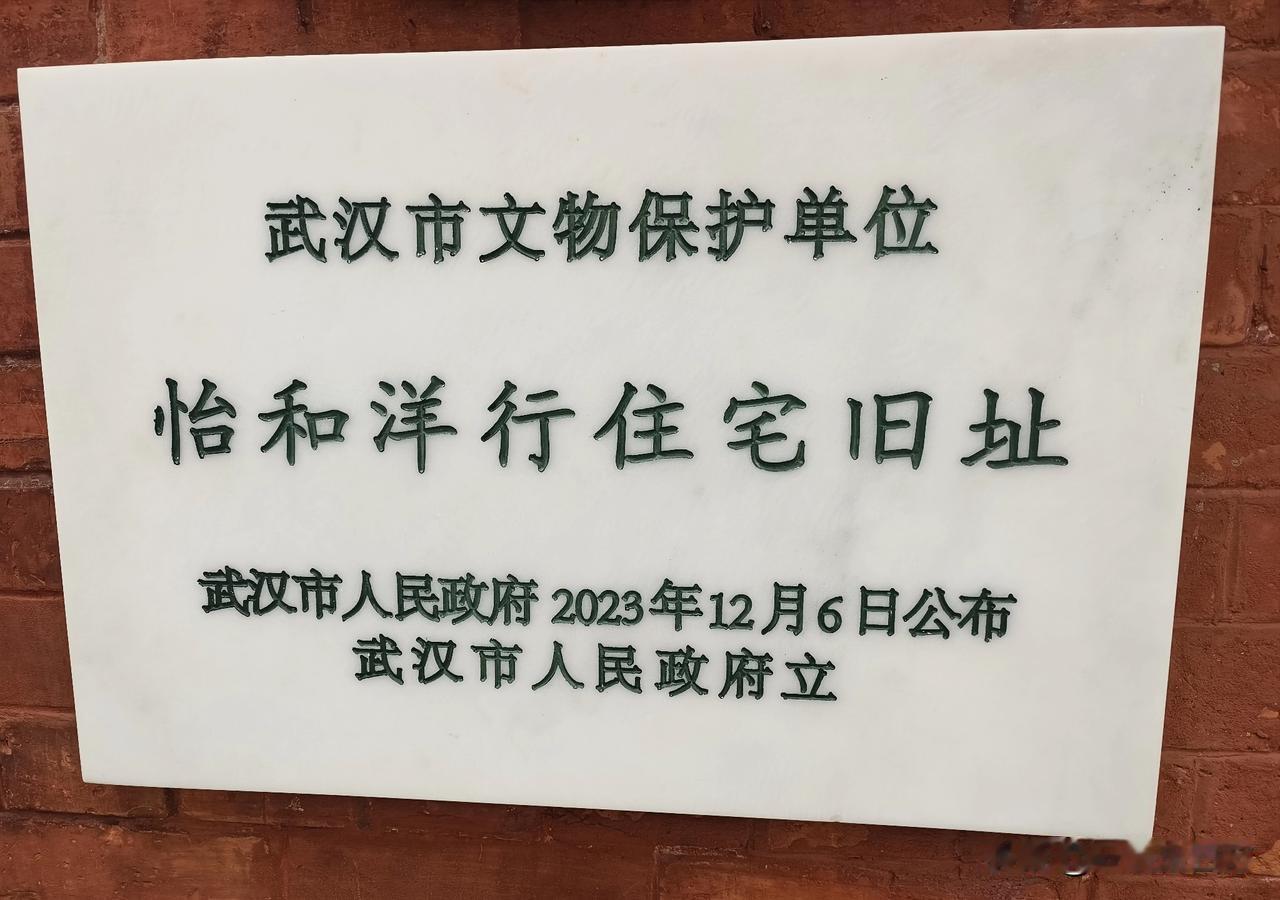 武汉市文物保护单位
怡和洋行住宅旧址
武汉市人民政府 2023年12月6日公布
武汉市人民政府立